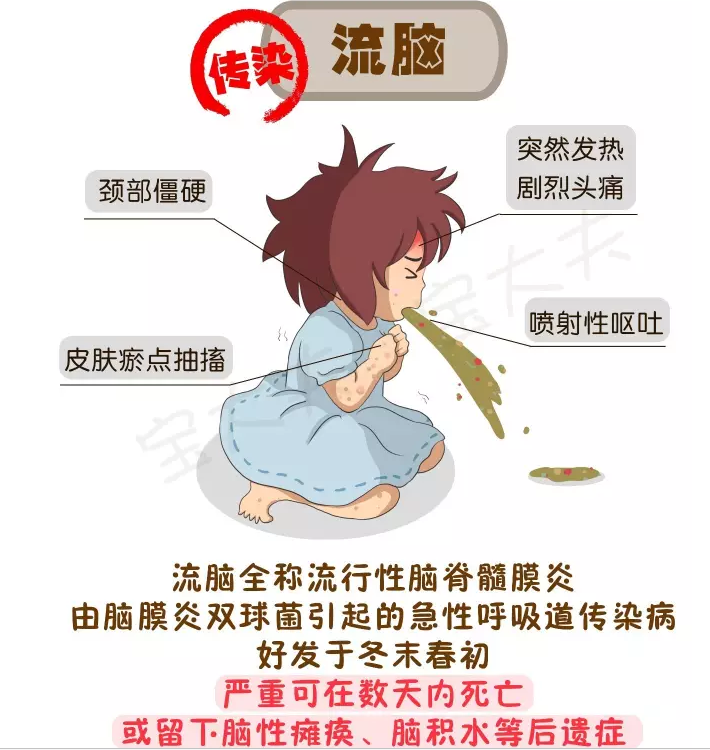 传染
流脑
突然发热
剧烈头痛
颈部僵硬
喷射性呕吐
皮肤瘀点抽搐
流脑全称流行性脑脊髓膜炎
由脑膜炎双球菌引起的急性呼吸道传染病
好发于冬末春初
严重可在数天内死亡
或留下脑性瘫痪、脑积水等后遗症